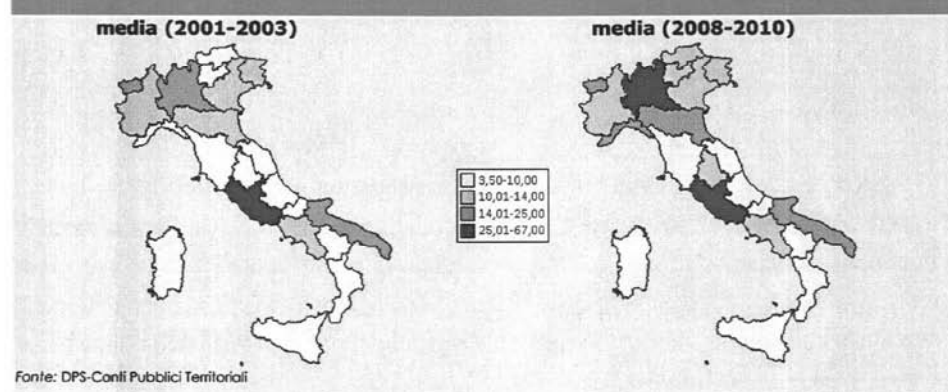 media (2001-2003)
media (2008-2010)
3,50-10,00
10,01-14,00
14,01-25,00
25,01-67,00
Fonte: DPS-Conti Pubblici Territoriali